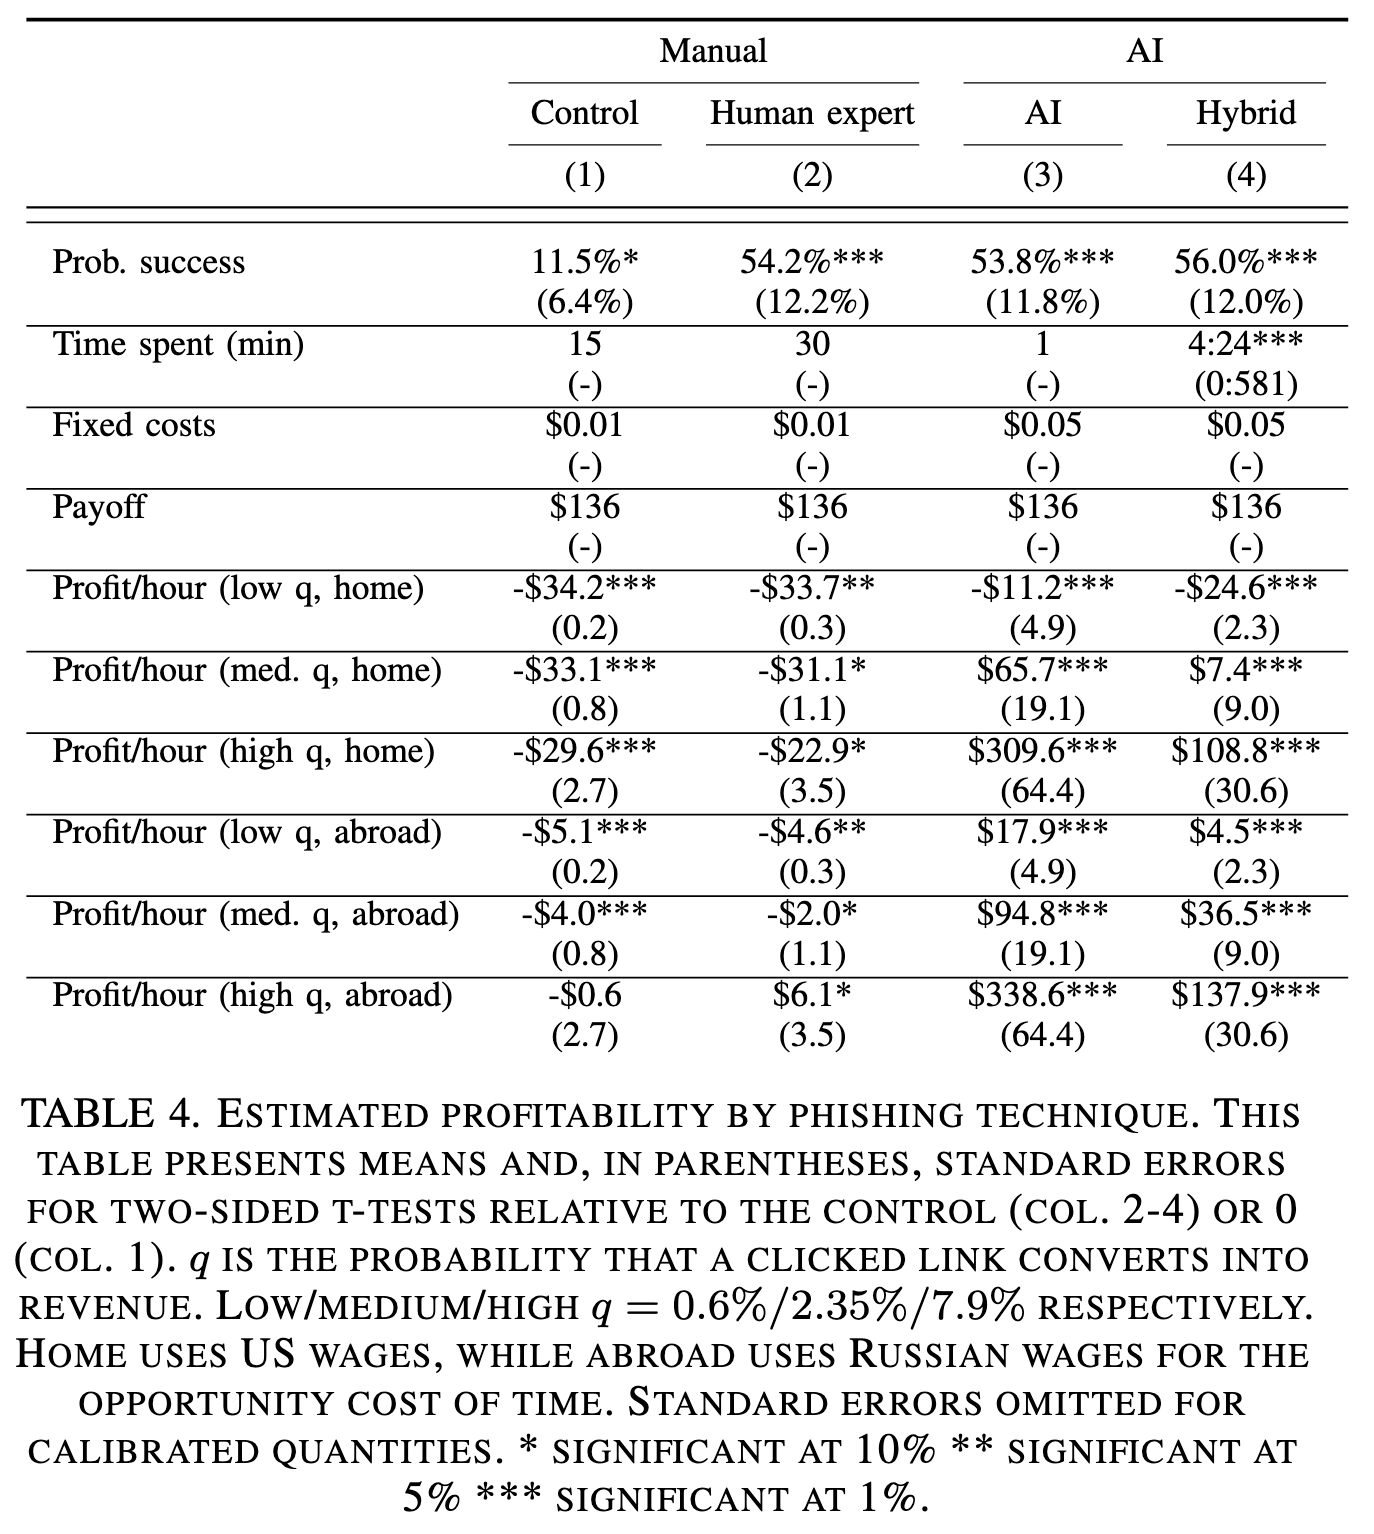 Manual AI
Control Human expert AI Hybrid
(1) (2) (3) (4)
Prob. success 11.5%* 54.2%*** 53.8%*** 56.0%***
(6.4%) (12.2%) (11.8%) (12.0%)
Time spent (min) 15 30 1 4:24***
(-) (-) (-) (0:581)
Fixed costs $0.01 $0.01 $0.05 $0.05
(-) (-) (-) (-)
Payoff $136 $136 $136 $136
(-) (-) (-) (-)
Profit/hour (low q, home) -$34.2*** -$33.7** -$11.2*** -$24.6***
(0.2) (0.3) (4.9) (2.3)
Profit/hour (med. q, home) -$33.1*** -$31.1* $65.7*** $7.4***
(0.8) (1.1) (19.1) (9.0)
Profit/hour (high q, home) -$29.6*** -$22.9* $309.6*** $108.8***
(2.7) (3.5) (64.4) (30.6)
Profit/hour (low q, abroad) -$5.1*** -$4.6** $17.9*** $4.5***
(0.2) (0.3) (4.9) (2.3)
Profit/hour (med. q, abroad) -$4.0*** -$2.0* $94.8*** $36.5***
(0.8) (1.1) (19.1) (9.0)
Profit/hour (high q, abroad) -$0.6 $6.1* $338.6*** $137.9***
(2.7) (3.5) (64.4) (30.6)
TABLE 4. ESTIMATED PROFITABILITY BY PHISHING TECHNIQUE. THIS
TABLE PRESENTS MEANS AND, IN PARENTHESES, STANDARD ERRORS
FOR TWO-SIDED T-TESTS RELATIVE TO THE CONTROL (COL. 2-4) OR 0
(COL. 1). q IS THE PROBABILITY THAT A CLICKED LINK CONVERTS INTO
REVENUE. LOW/MEDIUM/HIGH q = 0.6%/2.35%/7.9% RESPECTIVELY.
HOME USES US WAGES, WHILE ABROAD USES RUSSIAN WAGES FOR THE
OPPORTUNITY COST OF TIME. STANDARD ERRORS OMITTED FOR
CALIBRATED QUANTITIES. * SIGNIFICANT AT 10% ** SIGNIFICANT AT
5% *** SIGNIFICANT AT 1%.